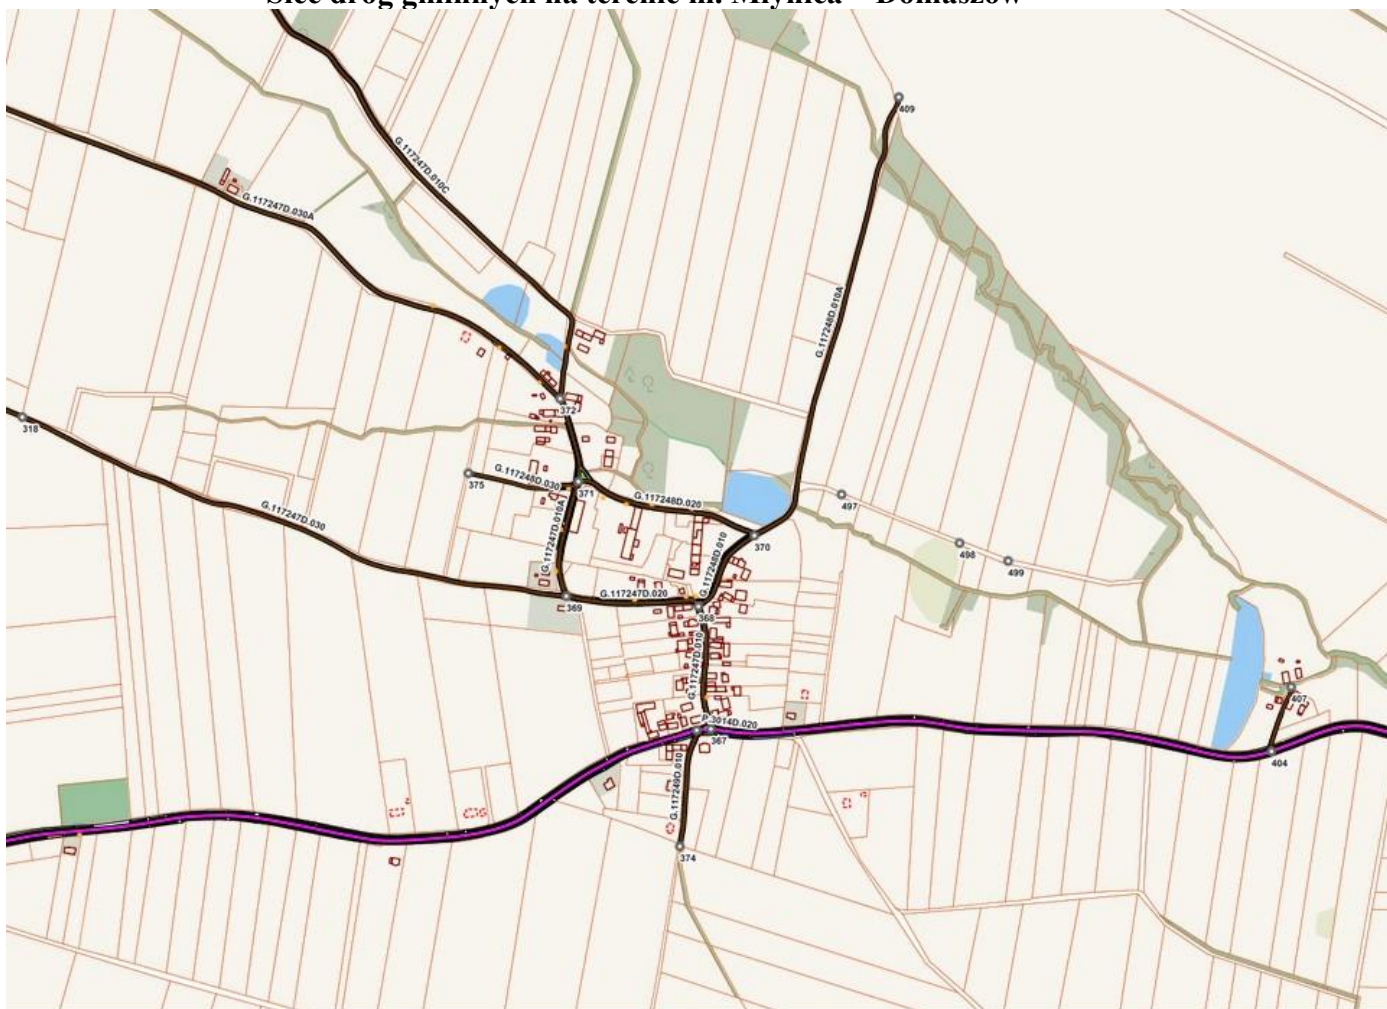 Sieć dróg gminnych na terenie m. Młynica – Domaszów
409
G.117247D.010C
G.117247D.030A
G.117248D.010A
372
318
375
G.117248D.030
371
G.117248D.020
497
G.117247D.030
370
498
499
G.117247D.010A
G.117248D.010
G.117247D.020
369
368
G.117247D.010
407
P.3014D.020
367
404
G.117249D.010
374